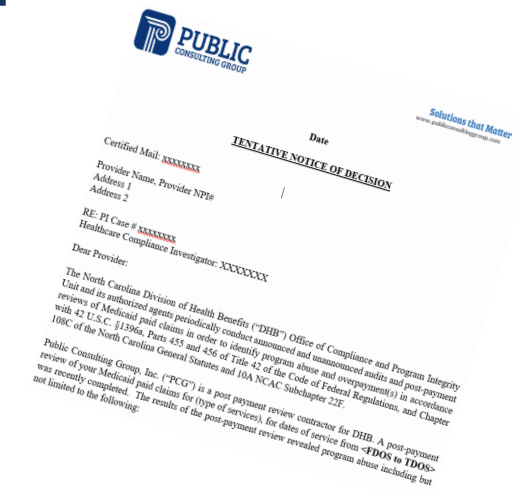 PUBLIC
CONSULTING GROUP
Solutions that Matter
www.publicconsultinggroup.com
Date
TENTATIVE NOTICE OF DECISION
Certified Mail: xxxxxxxx
Provider Name, Provider NPI#
Address 1
Address 2
RE: PI Case # xxxxxxxx
Healthcare Compliance Investigator: XXXXXXX
Dear Provider:
The North Carolina Division of Health Benefits (“DHB”) Office of Compliance and Program Integrity
Unit and its authorized agents periodically conduct announced and unannounced audits and post-payment
reviews of Medicaid paid claims in order to identify program abuse and overpayment(s) in accordance
with 42 U.S.C. §1396a, Parts 455 and 456 of Title 42 of the Code of Federal Regulations, and Chapter
108C of the North Carolina General Statutes and 10A NCAC Subchapter 22F.
Public Consulting Group, Inc. (“PCG”) is a post payment review contractor for DHB. A post-payment
review of your Medicaid paid claims for (type of services), for dates of service from <FDOS to TDOS>
was recently completed. The results of the post-payment review revealed program abuse including but
not limited to the following: